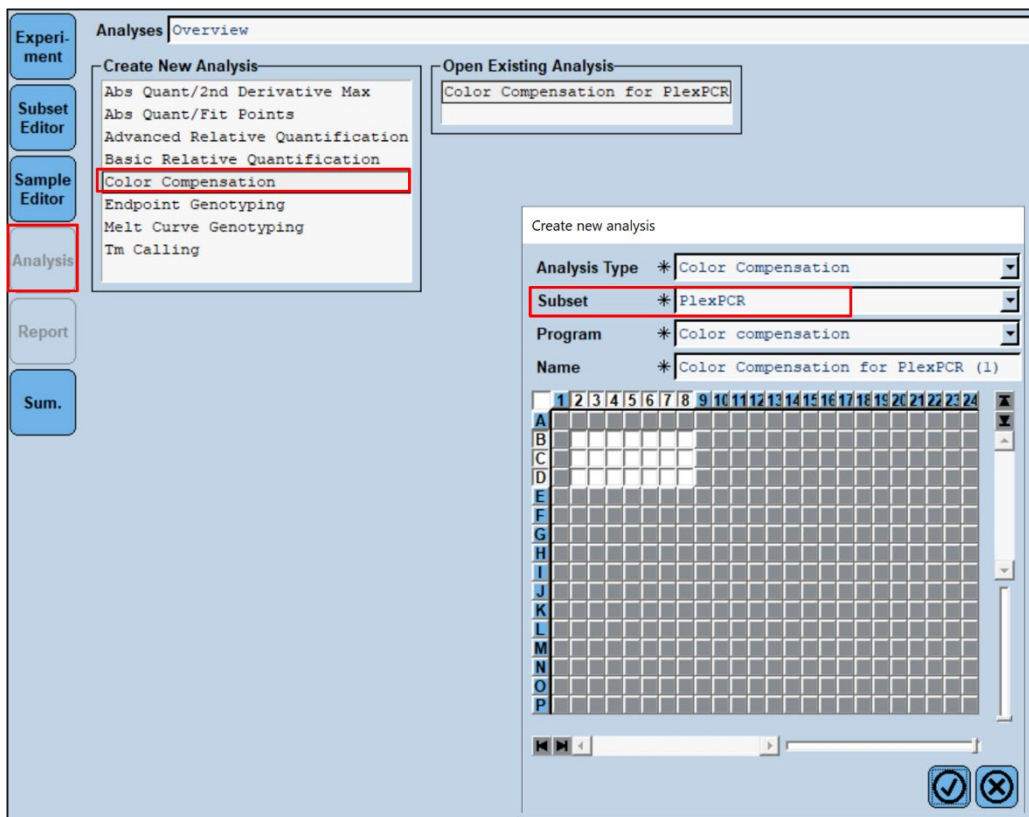 Experi-
ment
Subset
Editor
Sample
Editor
Analysis
Report
Sum.
Analyses Overview
Create New Analysis
Abs Quant/2nd Derivative Max
Abs Quant/Fit Points
Advanced Relative Quantification
Basic Relative Quantification
Color Compensation
Endpoint Genotyping
Melt Curve Genotyping
Tm Calling
Open Existing Analysis
Color Compensation for PlexPCR
Create new analysis
Analysis Type * Color Compensation
Subset * PlexPCR
Program * Color compensation
Name * Color Compensation for PlexPCR (1)
1 2 3 4 5 6 7 8 9 10 11 12 13 14 15 16 17 18 19 20 21 22 23 24
A
B
C
D
E
F
G
H
I
J
K
L
M
N
O
P